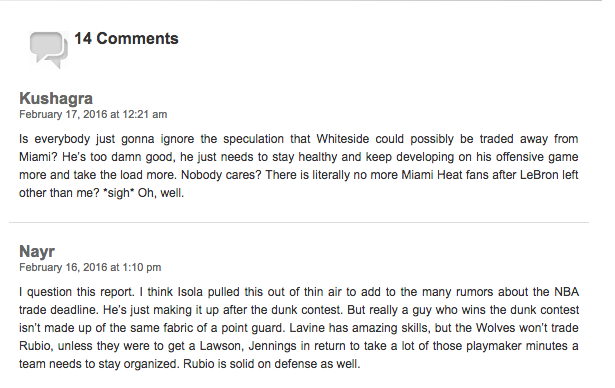 14 Comments
Kushagra
February 17, 2016 at 12:21 am
Is everybody just gonna ignore the speculation that Whiteside could possibly be traded away from
Miami? He's too damn good, he just needs to stay healthy and keep developing on his offensive game
more and take the load more. Nobody cares? There is literally no more Miami Heat fans after LeBron left
other than me? *sigh* Oh, well.
Nayr
February 16, 2016 at 1:10 pm
I question this report. I think Isola pulled this out of thin air to add to the many rumors about the NBA
trade deadline. He's just making it up after the dunk contest. But really a guy who wins the dunk contest
isn't made up of the same fabric of a point guard. Lavine has amazing skills, but the Wolves won't trade
Rubio, unless they were to get a Lawson, Jennings in return to take a lot of those playmaker minutes a
team needs to stay organized. Rubio is solid on defense as well.